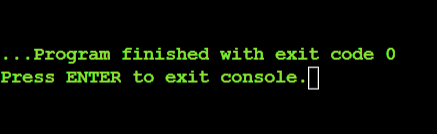 ...Program finished with exit code 0
Press ENTER to exit console.